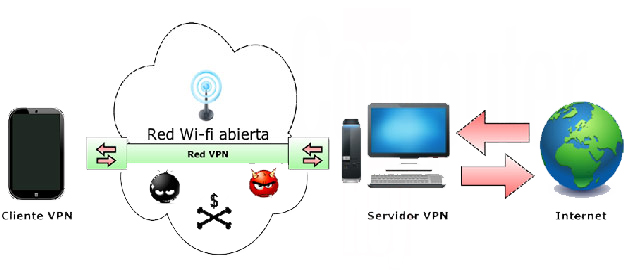 Red Wi-fi abierta
Red VPN
$
Cliente VPN
Servidor VPN
Internet